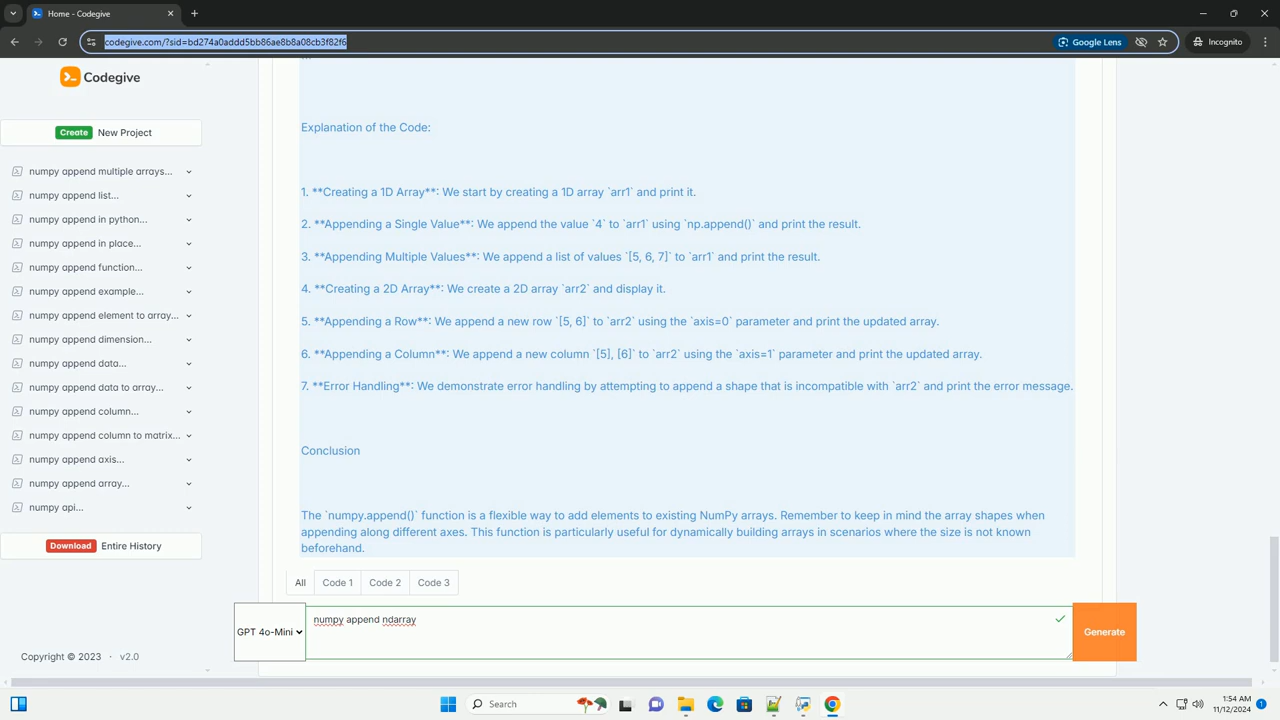 Home - Codegive
codegive.com/?sid=bd274a0addd5bb86ae8b8a08cb3f82f6
Google Lens
Incognito
Codegive
Create New Project
numpy append multiple arrays...
numpy append list...
numpy append in python...
numpy append in place...
numpy append function...
numpy append example...
numpy append element to array...
numpy append dimension...
numpy append data...
numpy append data to array...
numpy append column...
numpy append column to matrix...
numpy append axis...
numpy append array...
numpy api...
Download Entire History
Copyright © 2023 · v2.0
Explanation of the Code:
1. **Creating a 1D Array**: We start by creating a 1D array `arr1` and print it.
2. **Appending a Single Value**: We append the value `4` to `arr1` using `np.append()` and print the result.
3. **Appending Multiple Values**: We append a list of values `[5, 6, 7]` to `arr1` and print the result.
4. **Creating a 2D Array**: We create a 2D array `arr2` and display it.
5. **Appending a Row**: We append a new row `[5, 6]` to `arr2` using the `axis=0` parameter and print the updated array.
6. **Appending a Column**: We append a new column `[5], [6]` to `arr2` using the `axis=1` parameter and print the updated array.
7. **Error Handling**: We demonstrate error handling by attempting to append a shape that is incompatible with `arr2` and print the error message.
Conclusion
The `numpy.append()` function is a flexible way to add elements to existing NumPy arrays. Remember to keep in mind the array shapes when
appending along different axes. This function is particularly useful for dynamically building arrays in scenarios where the size is not known
beforehand.
All Code 1 Code 2 Code 3
GPT 4o-Mini
numpy append ndarray
Generate
Search
1:54 AM
11/12/2024